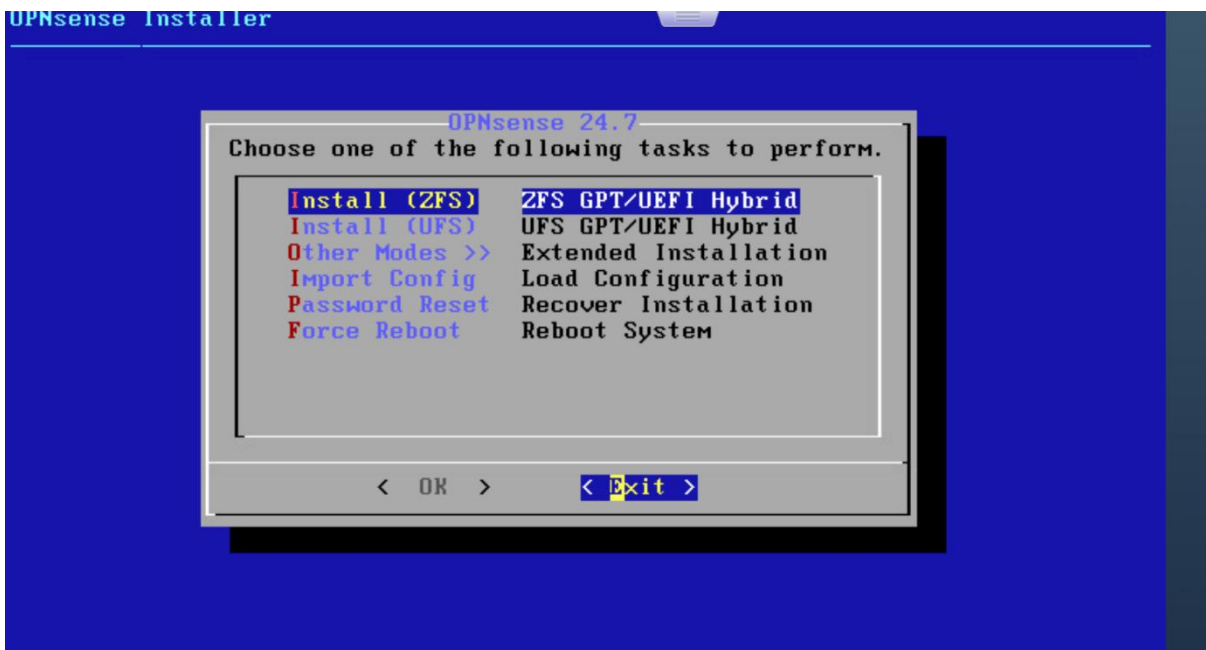 OPNsense Installer
OPNsense 24.7
Choose one of the following tasks to perform.
Install (ZFS) ZFS GPT/UEFI Hybrid
Install (UFS) UFS GPT/UEFI Hybrid
Other Modes >> Extended Installation
Import Config Load Configuration
Password Reset Recover Installation
Force Reboot Reboot System
< OK > < Exit >